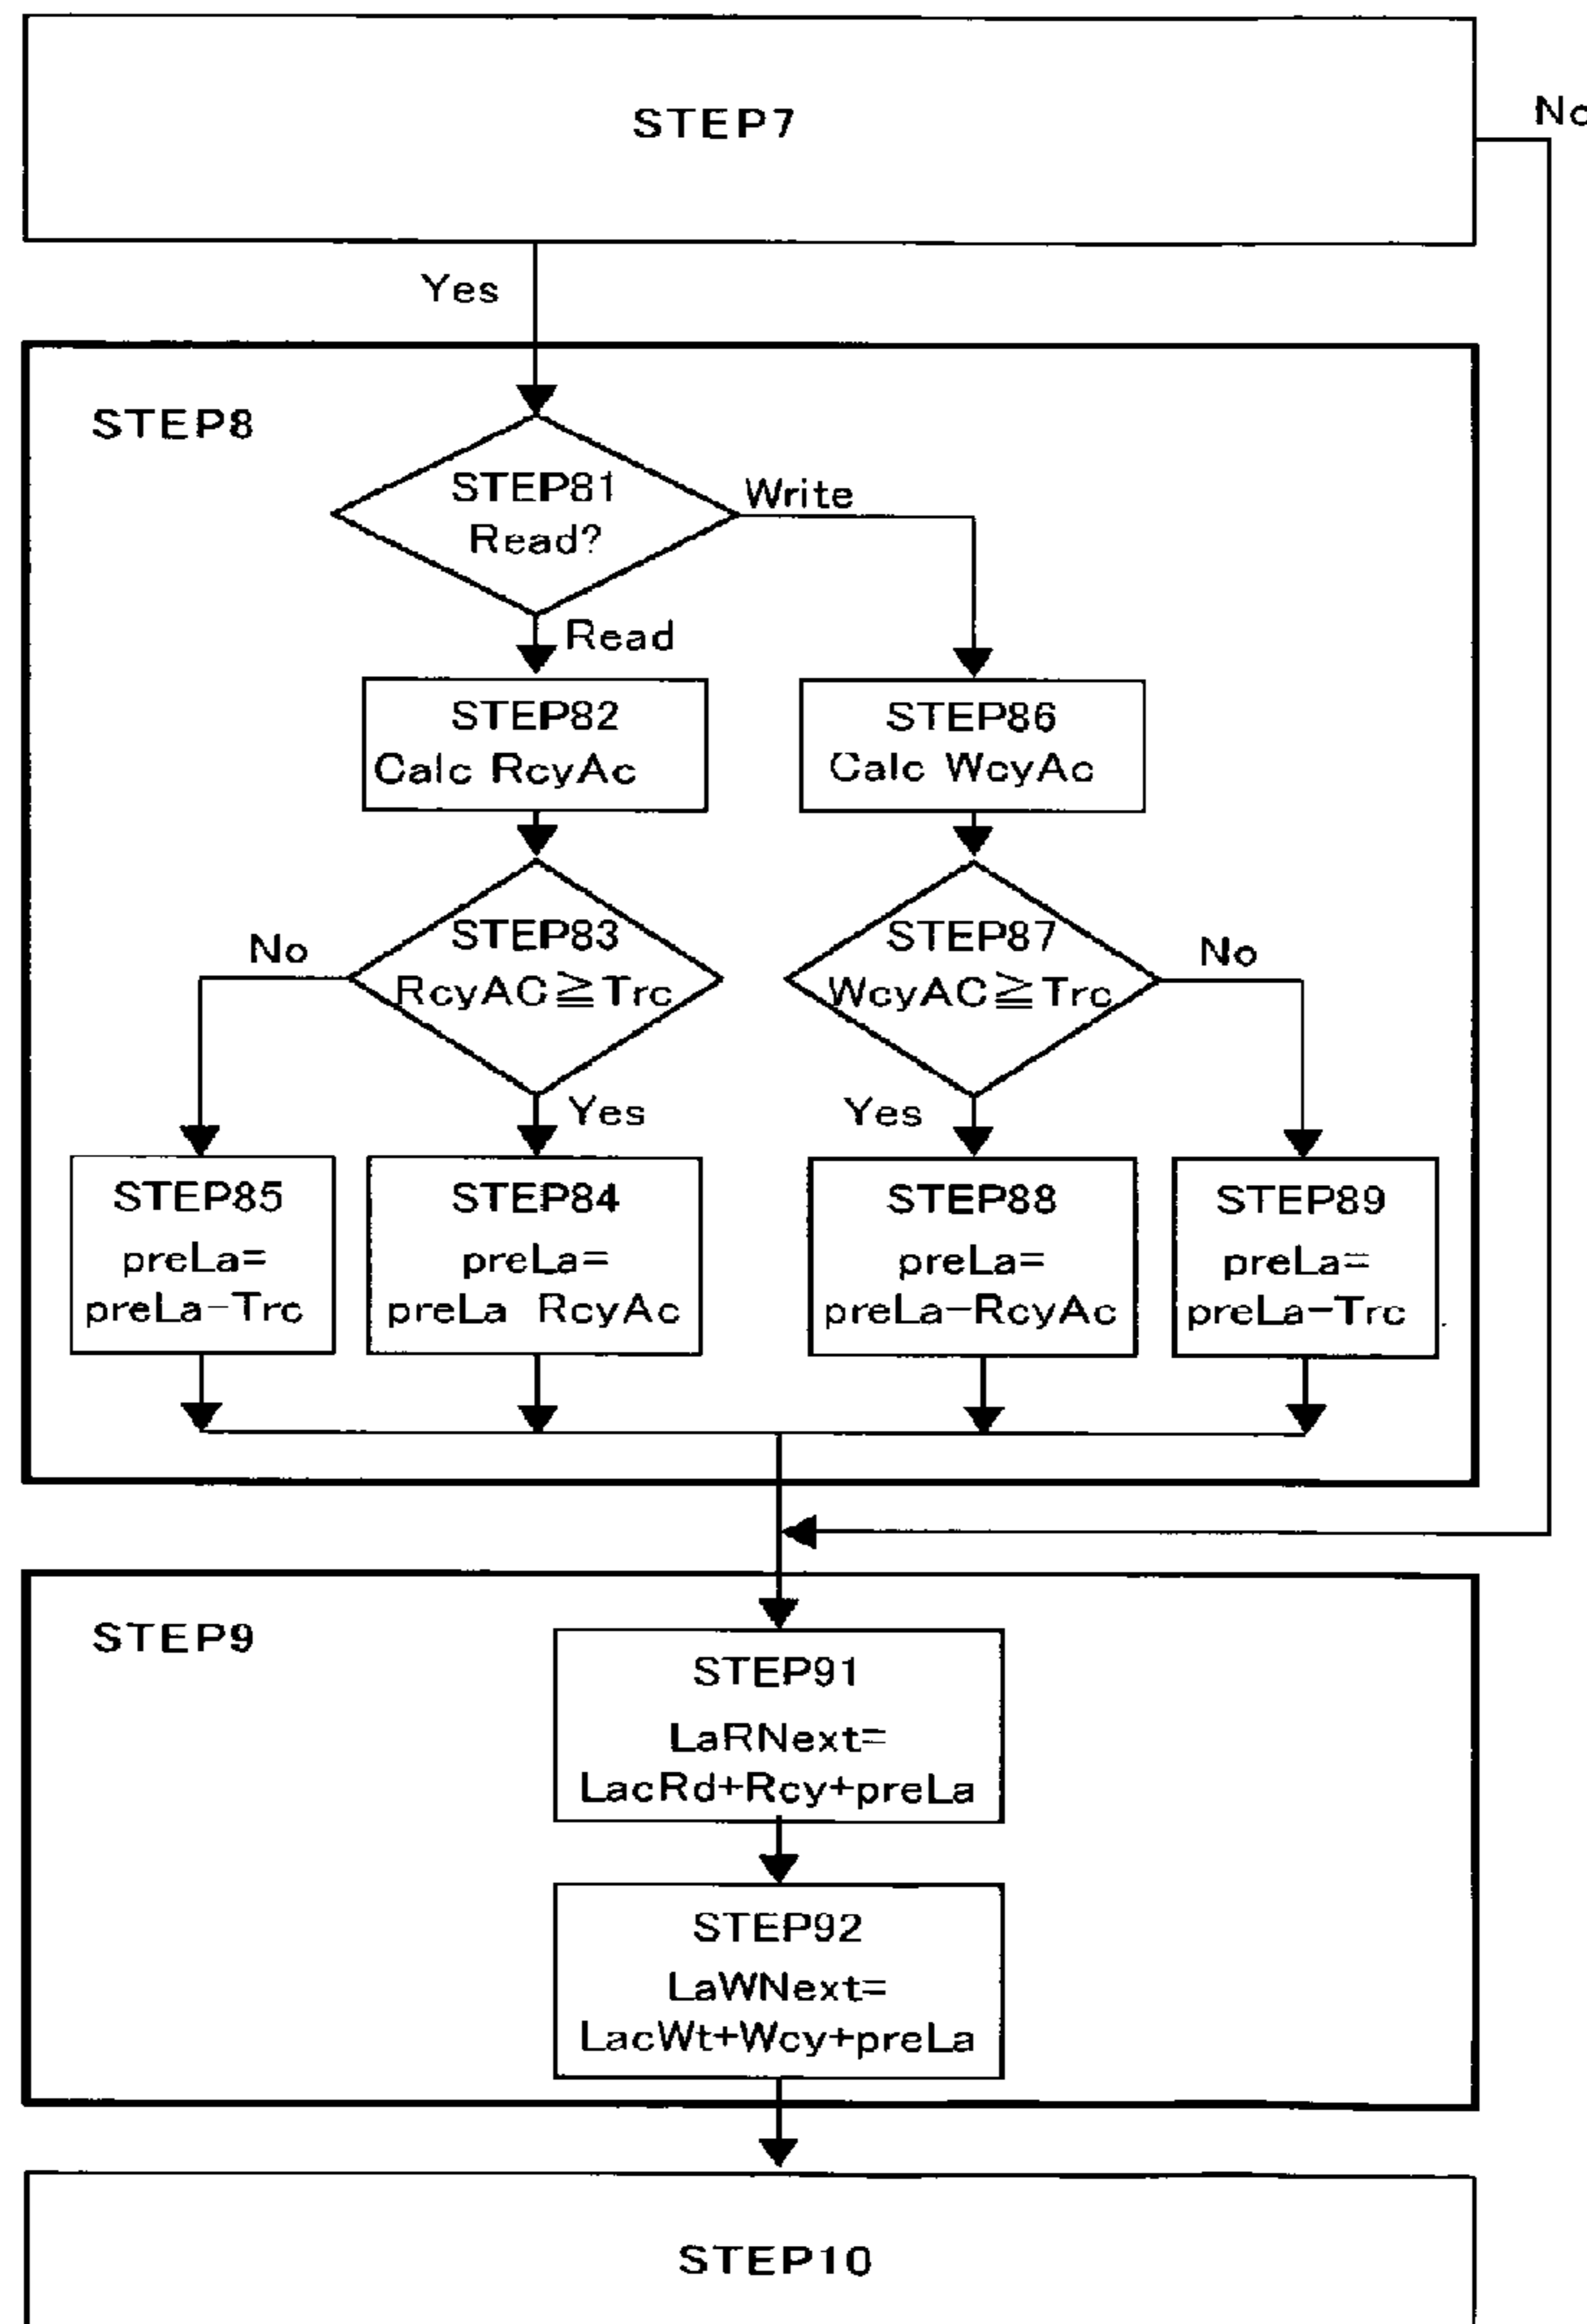 STEP7
No
Yes
STEP8
STEP81
Read?
Write
Read
STEP82
Calc RcyAc
STEP86
Calc WcyAc
STEP83
RcyAC≧Trc
No
Yes
STEP87
WcyAC≧Trc
No
Yes
STEP85
preLa=
preLa-Trc
STEP84
preLa=
preLa RcyAc
STEP88
preLa=
preLa-RcyAc
STEP89
preLa=
preLa-Trc
STEP9
STEP91
LaRNext=
LacRd+Rcy+preLa
STEP92
LaWNext=
LacWt+Wcy+preLa
STEP10